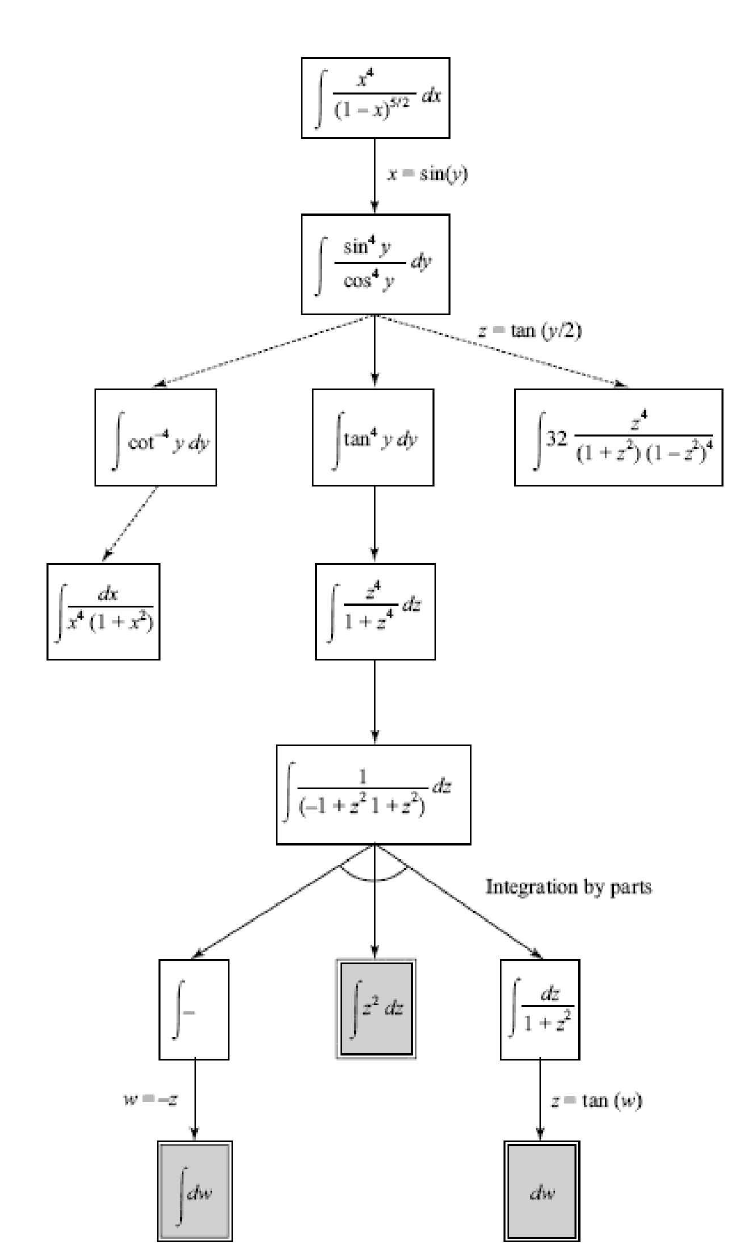 ∫ x⁴ / (1 – x)^5/2 dx
x = sin(y)
∫ sin⁴ y / cos⁴ y dy
z = tan (y/2)
∫ cot⁻⁴ y dy
∫ tan⁴ y dy
∫ 32 z⁴ / (1 + z²) (1 – z²)⁴
∫ dx / x⁴ (1 + x²)
∫ z⁴ / 1 + z⁴ dz
∫ 1 / (–1 + z² 1 + z²) dz
Integration by parts
∫ –
∫ z² dz
∫ dz / 1 + z²
w = –z
z = tan (w)
∫ dw
dw